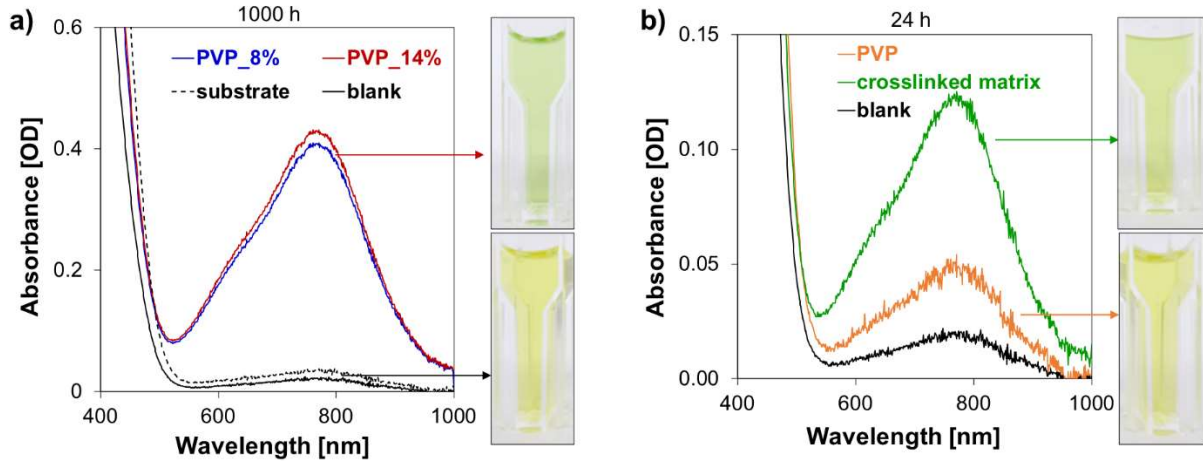 a)
1000 h
Absorbance [OD]
0.6
0.4
0.2
0
PVP_8% PVP_14%
substrate blank
400 600 800 1000
Wavelength [nm]
b)
24 h
Absorbance [OD]
0.15
0.10
0.05
0.00
PVP
crosslinked matrix
blank
400 600 800 1000
Wavelength [nm]